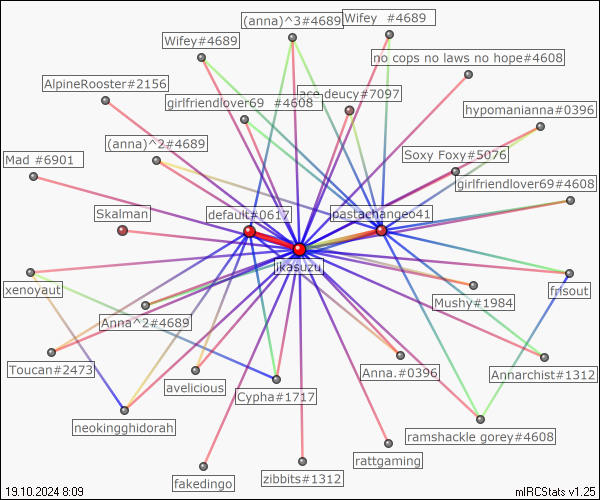 (anna)^3#4689
Wifey #4689
Wifey#4689
no cops no laws no hope#4608
AlpineRooster#2156
ace deucy#7097
girlfriendlover69 #4608
hypomanianna#0396
(anna)^2#4689
Mad #6901
Soxy Foxy#5076
girlfriendlover69#4608
Skalman
default#0617
pastachangeo41
ikasuzu
xenoyaut
frisout
Mushy#1984
Anna^2#4689
Toucan#2473
Anna.#0396
Annarchist#1312
avelicious
Cypha#1717
neokingghidorah
ramshackle gorey#4608
rattgaming
zibbits#1312
fakedingo
19.10.2024 8:09
mIRCStats v1.25